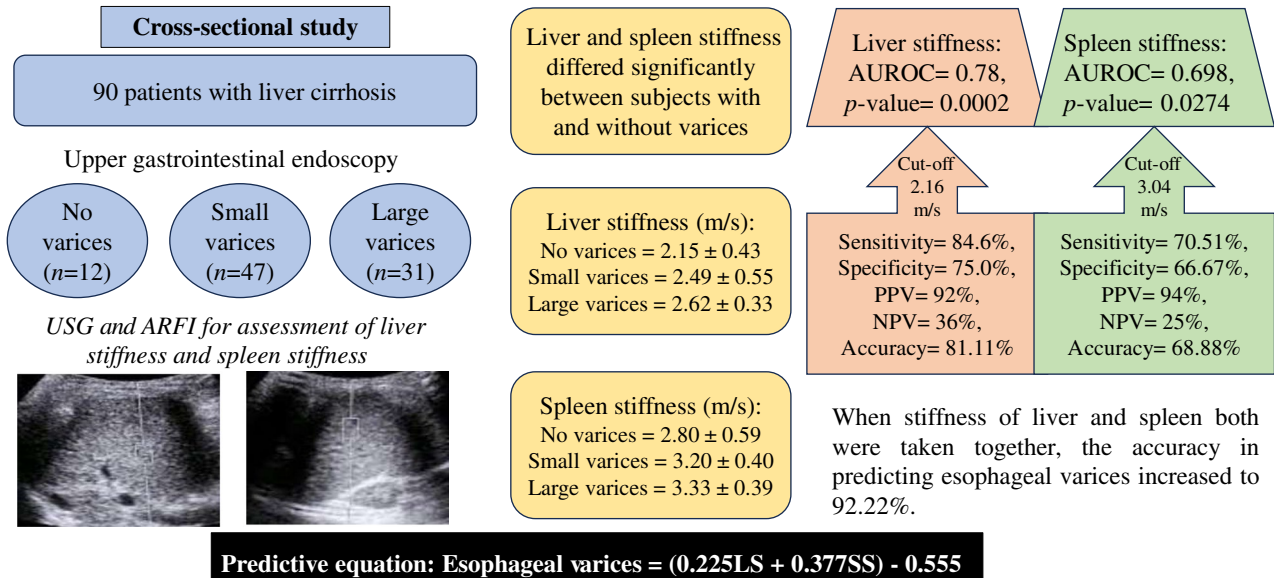 Cross-sectional study
90 patients with liver cirrhosis
Upper gastrointestinal endoscopy
No
varices
(n=12)
Small
varices
(n=47)
Large
varices
(n=31)
USG and ARFI for assessment of liver
stiffness and spleen stiffness
Liver and spleen stiffness
differed significantly
between subjects with
and without varices
Liver stiffness (m/s):
No varices = 2.15 ± 0.43
Small varices = 2.49 ± 0.55
Large varices = 2.62 ± 0.33
Spleen stiffness (m/s):
No varices = 2.80 ± 0.59
Small varices = 3.20 ± 0.40
Large varices = 3.33 ± 0.39
Liver stiffness:
AUROC= 0.78,
p-value= 0.0002
Cut-off
2.16
m/s
Sensitivity= 84.6%,
Specificity= 75.0%,
PPV= 92%,
NPV= 36%,
Accuracy= 81.11%
Spleen stiffness:
AUROC= 0.698,
p-value= 0.0274
Cut-off
3.04
m/s
Sensitivity= 70.51%,
Specificity= 66.67%,
PPV= 94%,
NPV= 25%,
Accuracy= 68.88%
When stiffness of liver and spleen both
were taken together, the accuracy in
predicting esophageal varices increased to
92.22%.
Predictive equation: Esophageal varices = (0.225LS + 0.377SS) - 0.555